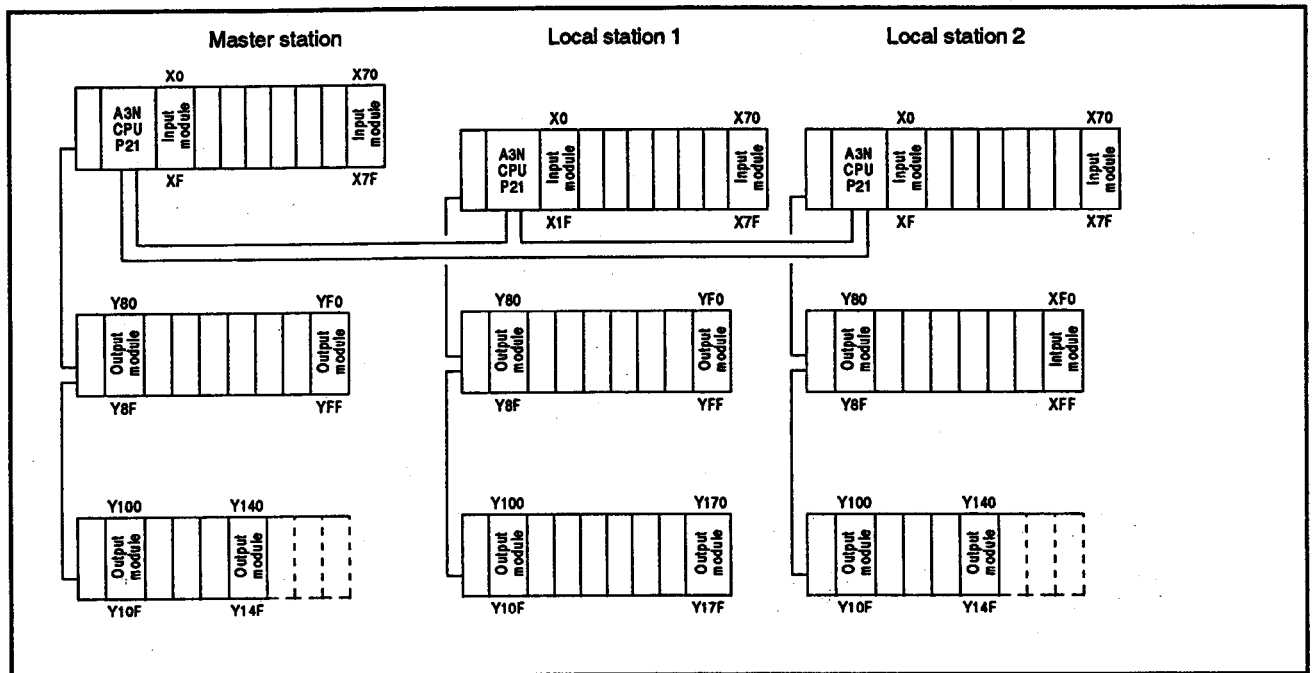 Master station
Local station 1
Local station 2
X0
X70
A3N
CPU
P21
Input
module
Input
module
XF
X7F
X0
X70
A3N
CPU
P21
Input
module
Input
module
X1F
X7F
X0
X70
A3N
CPU
P21
Input
module
Input
module
XF
X7F
Y80
YF0
Output
module
Output
module
Y8F
YFF
Y80
YF0
Output
module
Output
module
Y8F
YFF
Y80
XF0
Output
module
Intput
module
Y8F
XFF
Y100
Y140
Output
module
Output
module
Y10F
Y14F
Y100
Y170
Output
module
Output
module
Y10F
Y17F
Y100
Y140
Output
module
Output
module
Y10F
Y14F